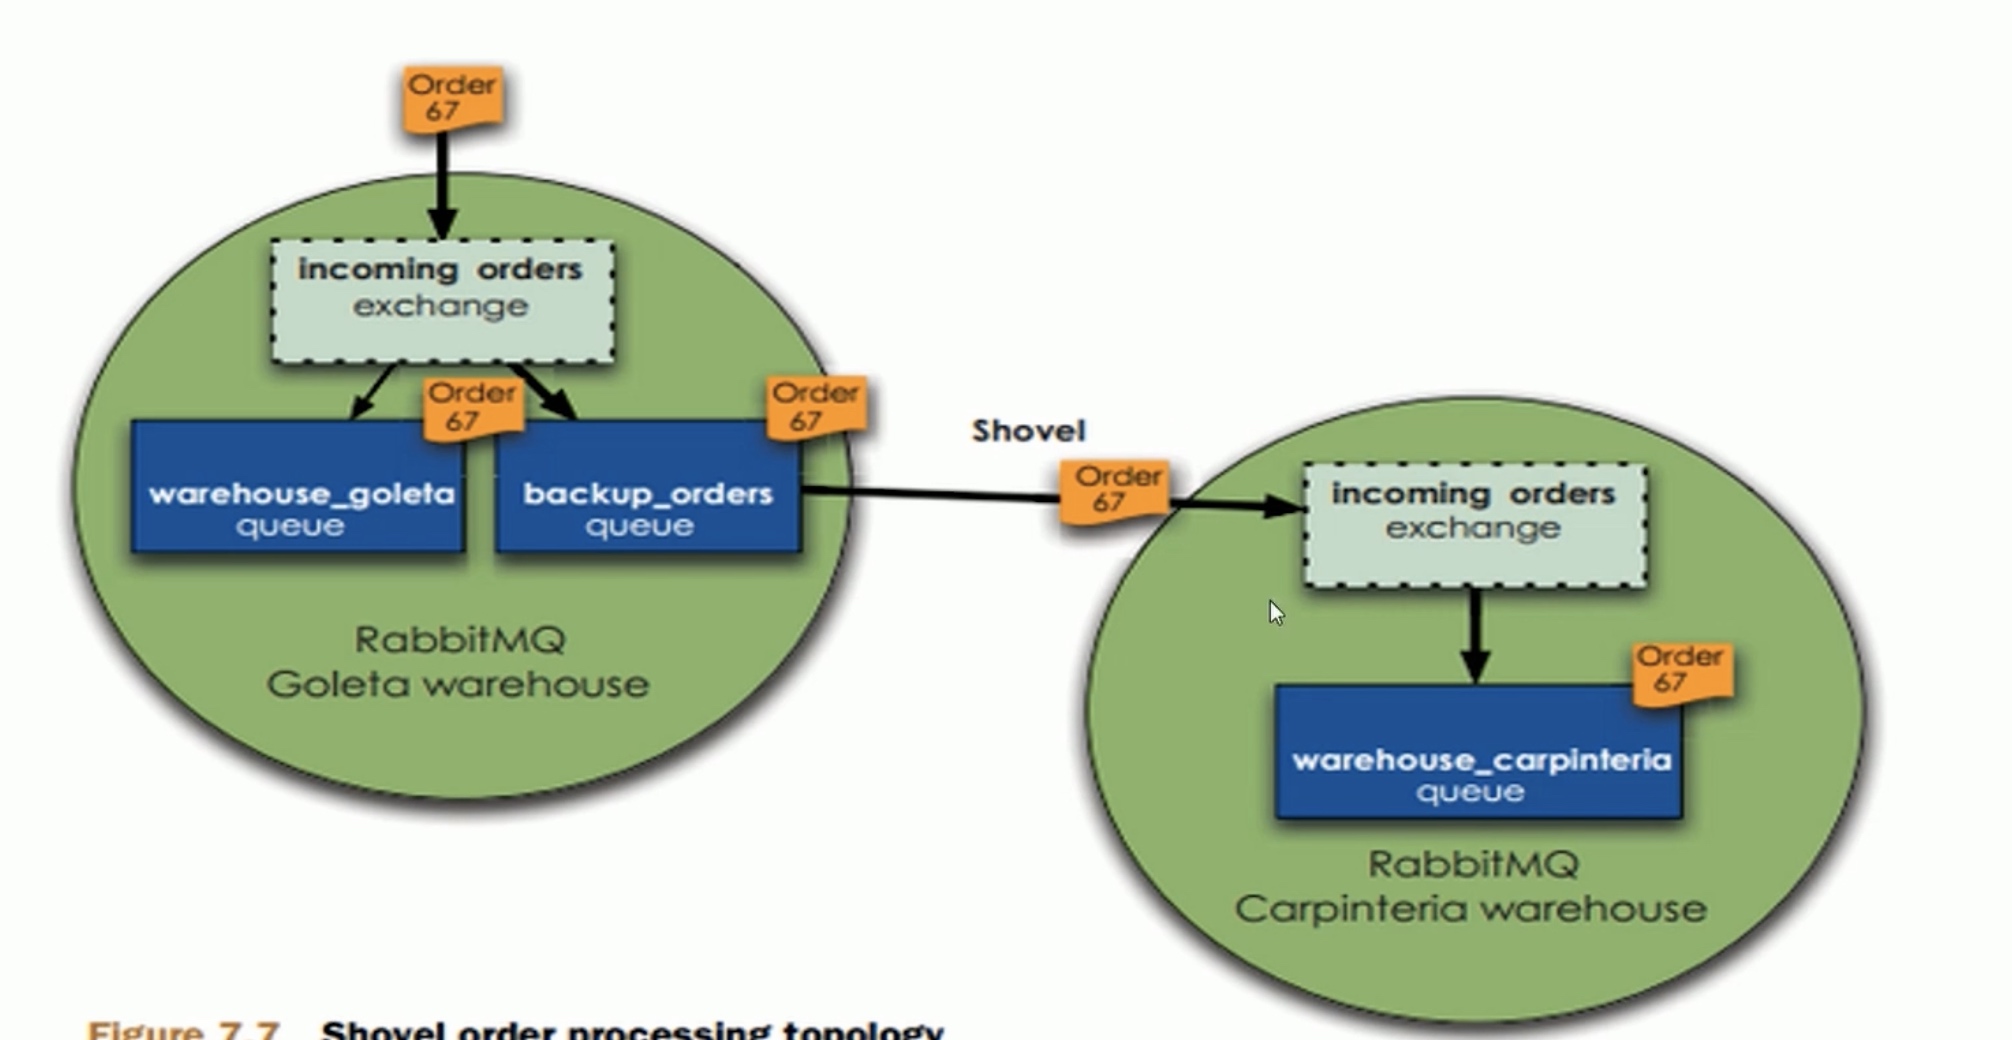 Order
67
incoming orders
exchange
Order
67
Order
67
warehouse_goleta
queue
backup_orders
queue
RabbitMQ
Goleta warehouse
Shovel
Order
67
incoming orders
exchange
Order
67
warehouse_carpinteria
queue
RabbitMQ
Carpinteria warehouse
Figure 7.7 Shovel order processing topology